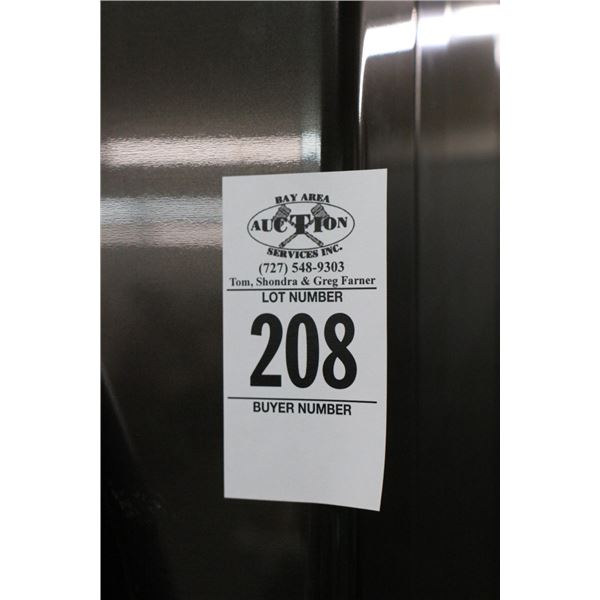 BAY AREA
AUCTION
SERVICES INC.
(727) 548-9303
Tom, Shondra & Greg Farner
LOT NUMBER
208
BUYER NUMBER